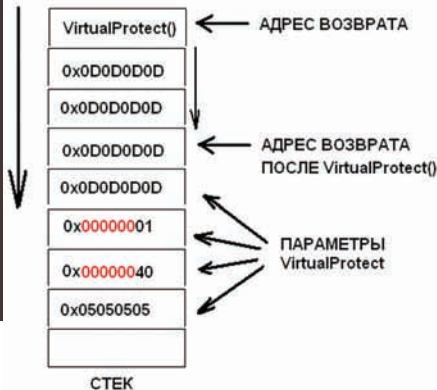 VirtualProtect()
АДРЕС ВОЗВРАТА
0x0D0D0D0D
0x0D0D0D0D
0x0D0D0D0D
АДРЕС ВОЗВРАТА
ПОСЛЕ VirtualProtect()
0x0D0D0D0D
0x00000001
ПАРАМЕТРЫ
VirtualProtect
0x00000040
0x05050505
СТЕК